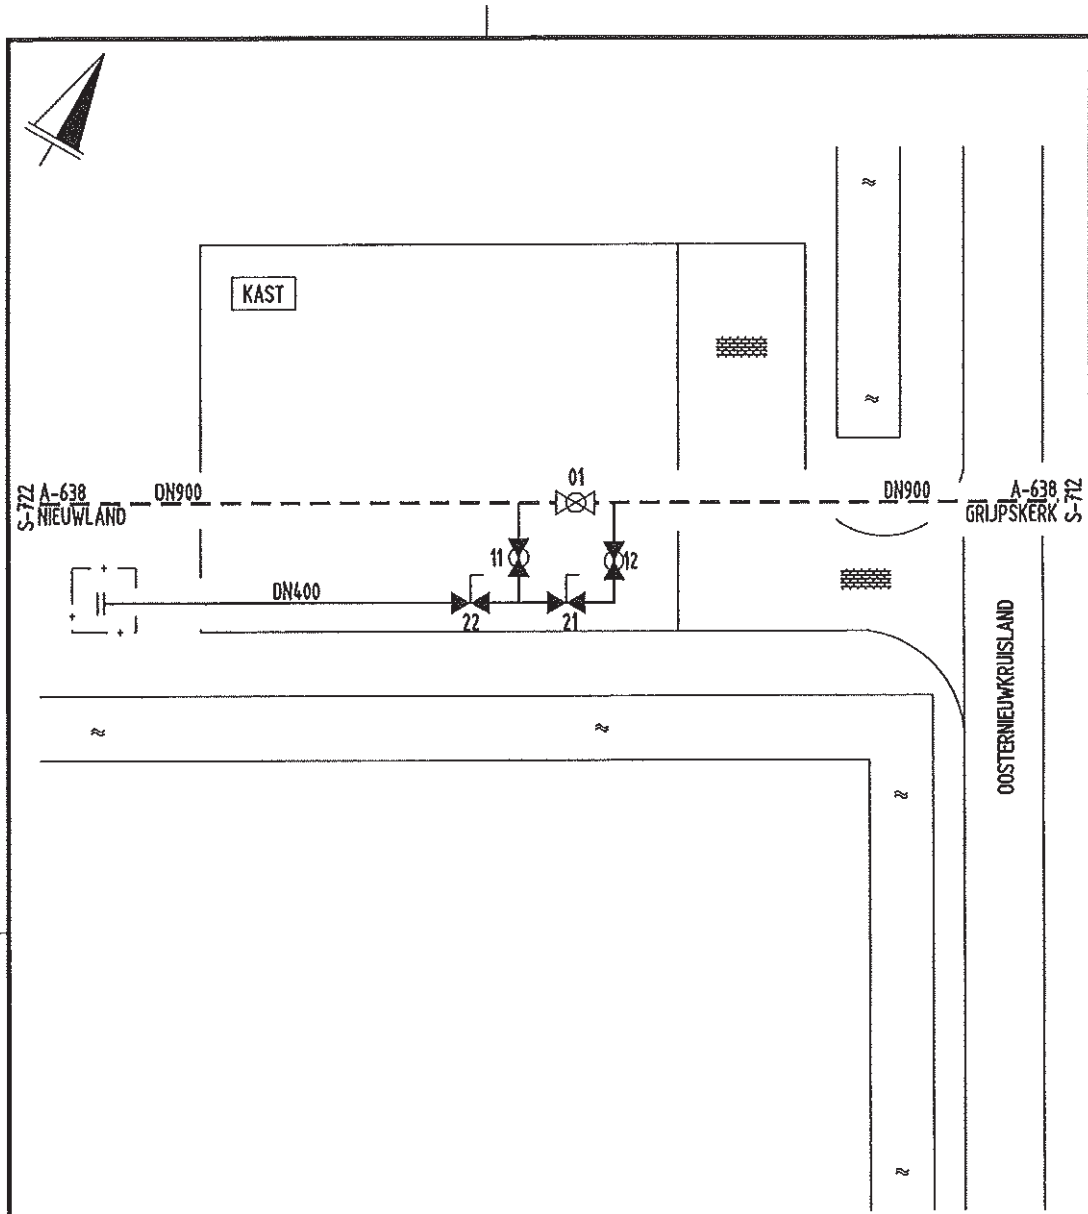 KAST
01
S-722
A-638
DN900
DN900
A-638
S-712
NIEUWLAND
GRIJPSKERK
11
12
DN400
22
21
OOSTERNIEUWKRUISLAND